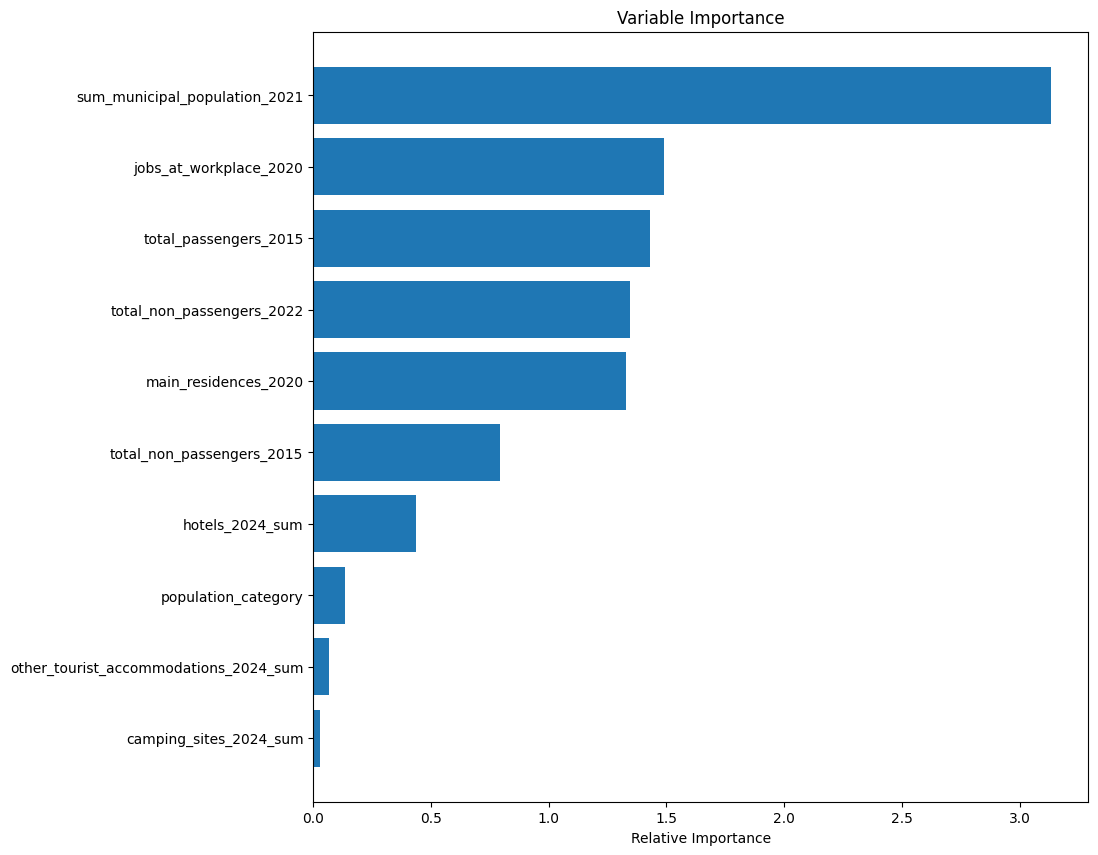 Variable Importance
sum_municipal_population_2021
jobs_at_workplace_2020
total_passengers_2015
total_non_passengers_2022
main_residences_2020
total_non_passengers_2015
hotels_2024_sum
population_category
other_tourist_accommodations_2024_sum
camping_sites_2024_sum
0.0 0.5 1.0 1.5 2.0 2.5 3.0
Relative Importance